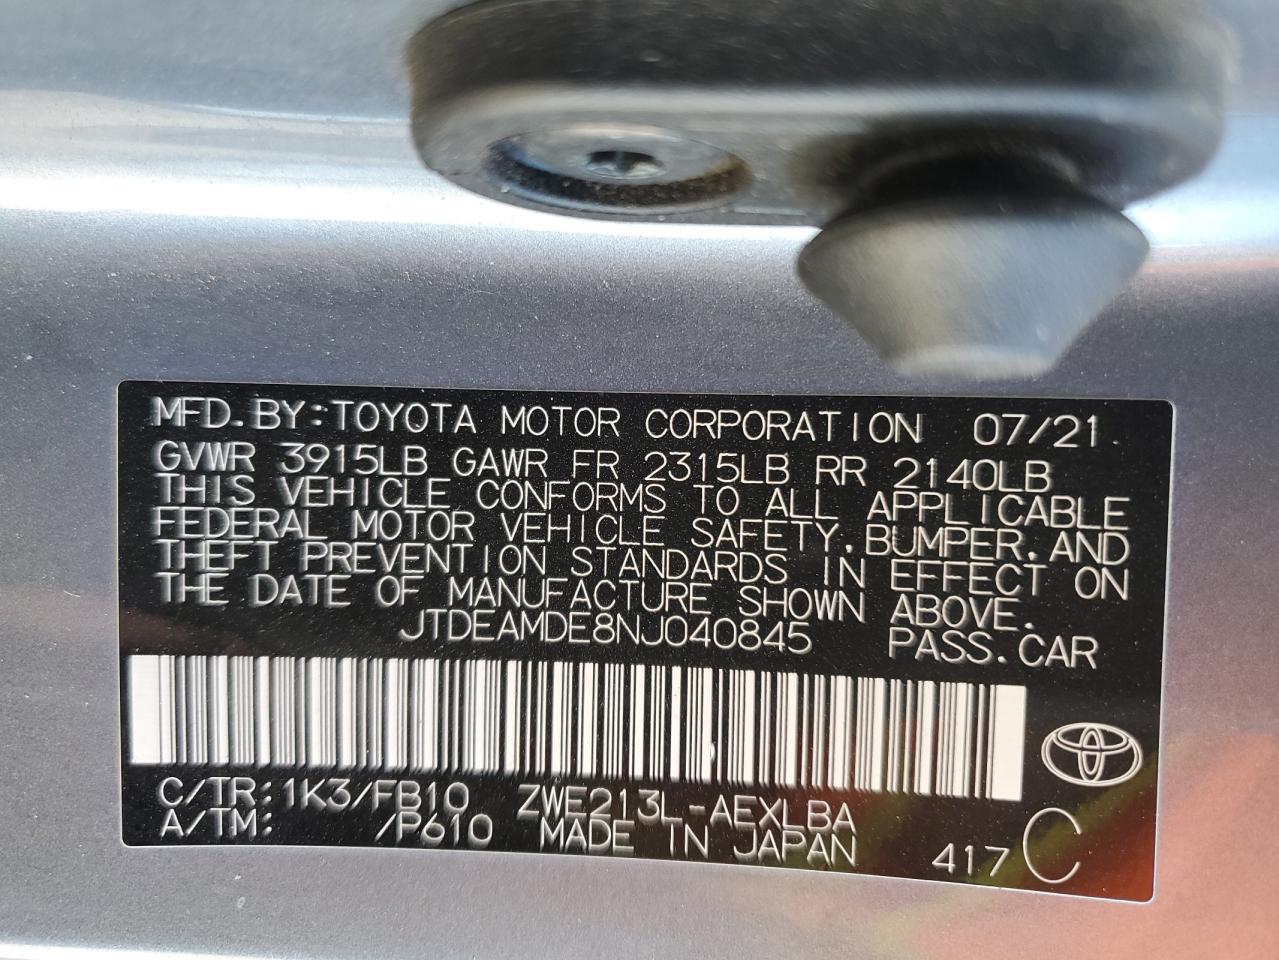 MFD.BY:TOYOTA MOTOR CORPORATION 07/21
GVWR 3915LB GAWR FR 2315LB RR 2140LB
THIS VEHICLE CONFORMS TO ALL APPLICABLE
FEDERAL MOTOR VEHICLE SAFETY,BUMPER,AND
THEFT PREVENTION STANDARDS IN EFFECT ON
THE DATE OF MANUFACTURE SHOWN ABOVE.
JTDEAMDE8NJ040845 PASS.CAR
C/TR:1K3/FB10 ZWE213L-AEXLBA
A/TM: /P610 MADE IN JAPAN 417 C